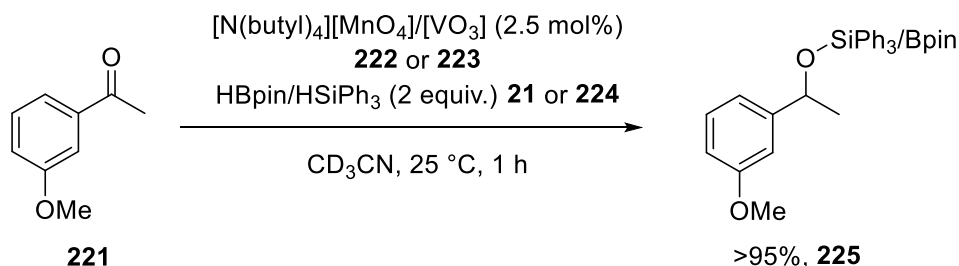 [N(butyl)4][MnO4]/[VO3] (2.5 mol%)
222 or 223
HBpin/HSiPh3 (2 equiv.) 21 or 224
CD3CN, 25 °C, 1 h
O
OMe
221
O
SiPh3/Bpin
OMe
>95%, 225